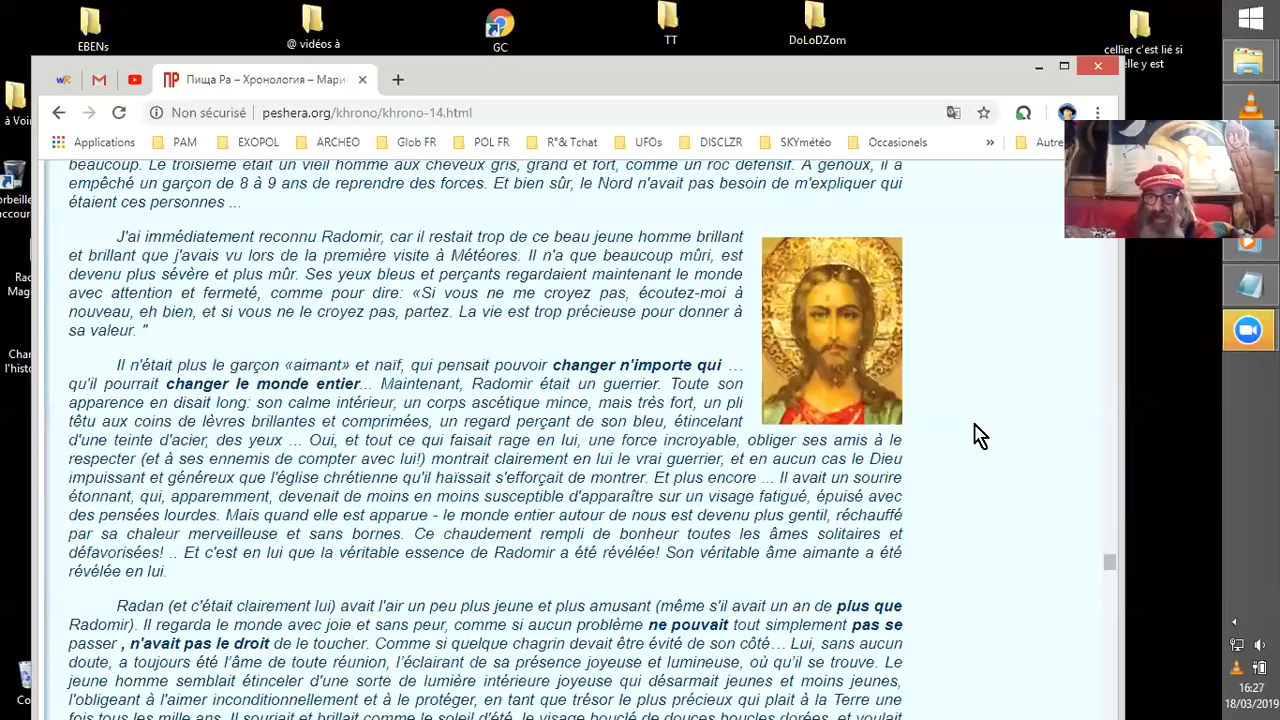 EBENs
@ vidéos à
GC
TT
DoLoDZom
cellier c'est lié si
elle y est
à Voir
Пища Ра – Хронология – Мари
Non sécurisé
peshera.org/khrono/khrono-14.html
Applications
PAM
EXOPOL
ARCHEO
Glob FR
POL FR
R°& Tchat
UFOs
DISCLZR
SKYmétéo
Occasionels
»
Autre
beaucoup. Le troisième était un vieil homme aux cheveux gris, grand et fort, comme un roc défensif. À genoux, il a
empêché un garçon de 8 à 9 ans de reprendre des forces. Et bien sûr, le Nord n'avait pas besoin de m'expliquer qui
étaient ces personnes ...
J'ai immédiatement reconnu Radomir, car il restait trop de ce beau jeune homme brillant
et brillant que j'avais vu lors de la première visite à Météores. Il n'a que beaucoup mûri, est
devenu plus sévère et plus mûr. Ses yeux bleus et perçants regardaient maintenant le monde
avec attention et fermeté, comme pour dire: «Si vous ne me croyez pas, écoutez-moi à
nouveau, eh bien, et si vous ne le croyez pas, partez. La vie est trop précieuse pour donner à
sa valeur. "
Il n'était plus le garçon «aimant» et naïf, qui pensait pouvoir changer n'importe qui ...
qu'il pourrait changer le monde entier... Maintenant, Radomir était un guerrier. Toute son
apparence en disait long: son calme intérieur, un corps ascétique mince, mais très fort, un pli
têtu aux coins de lèvres brillantes et comprimées, un regard perçant de son bleu, étincelant
d'une teinte d'acier, des yeux ... Oui, et tout ce qui faisait rage en lui, une force incroyable, obliger ses amis à le
respecter (et à ses ennemis de compter avec lui!) montrait clairement en lui le vrai guerrier, et en aucun cas le Dieu
impuissant et généreux que l'église chrétienne qu'il haïssait s'efforçait de montrer. Et plus encore ... Il avait un sourire
étonnant, qui, apparemment, devenait de moins en moins susceptible d'apparaître sur un visage fatigué, épuisé avec
des pensées lourdes. Mais quand elle est apparue - le monde entier autour de nous est devenu plus gentil, réchauffé
par sa chaleur merveilleuse et sans bornes. Ce chaudement rempli de bonheur toutes les âmes solitaires et
défavorisées! .. Et c'est en lui que la véritable essence de Radomir a été révélée! Son véritable âme aimante a été
révélée en lui.
Radan (et c'était clairement lui) avait l'air un peu plus jeune et plus amusant (même s'il avait un an de plus que
Radomir). Il regarda le monde avec joie et sans peur, comme si aucun problème ne pouvait tout simplement pas se
passer , n'avait pas le droit de le toucher. Comme si quelque chagrin devait être évité de son côté... Lui, sans aucun
doute, a toujours été l'âme de toute réunion, l'éclairant de sa présence joyeuse et lumineuse, où qu'il se trouve. Le
jeune homme semblait étinceler d'une sorte de lumière intérieure joyeuse qui désarmait jeunes et moins jeunes,
l'obligeant à l'aimer inconditionnellement et à le protéger, en tant que trésor le plus précieux qui plaît à la Terre une
fois tous les mille ans. Il souriait et brillait comme le soleil d'été, le visage bouclé de douces boucles dorées, et voulait
16:27
18/03/2019